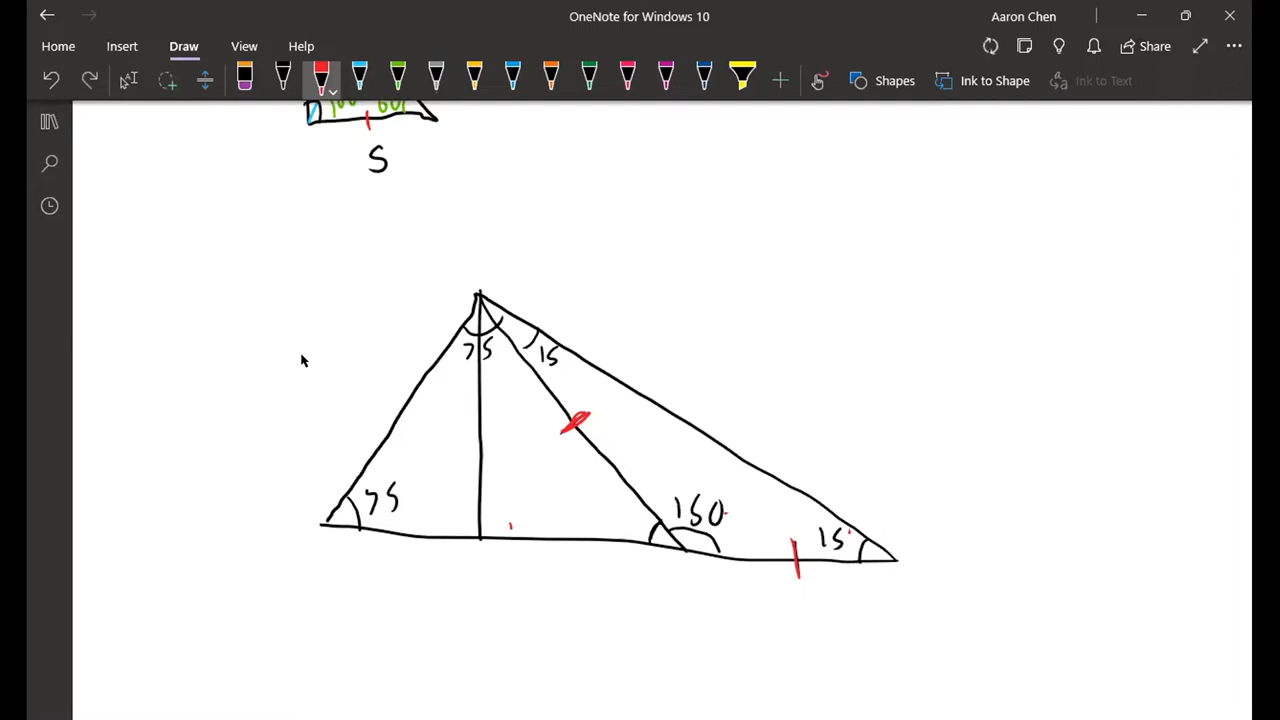 OneNote for Windows 10
Aaron Chen
Home Insert Draw View Help
Share
Shapes
Ink to Shape
Ink to Text
S
75
15
75
150
15